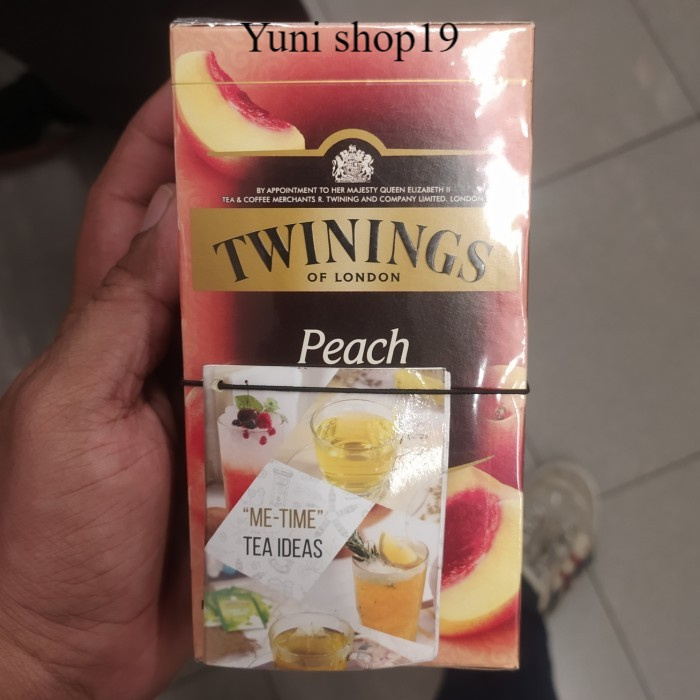 Yuni shop19
BY APPOINTMENT TO HER MAJESTY QUEEN ELIZABETH II
TEA & COFFEE MERCHANTS R. TWINING AND COMPANY LIMITED. LONDON
TWININGS
OF LONDON
Peach
"ME-TIME"
TEA IDEAS